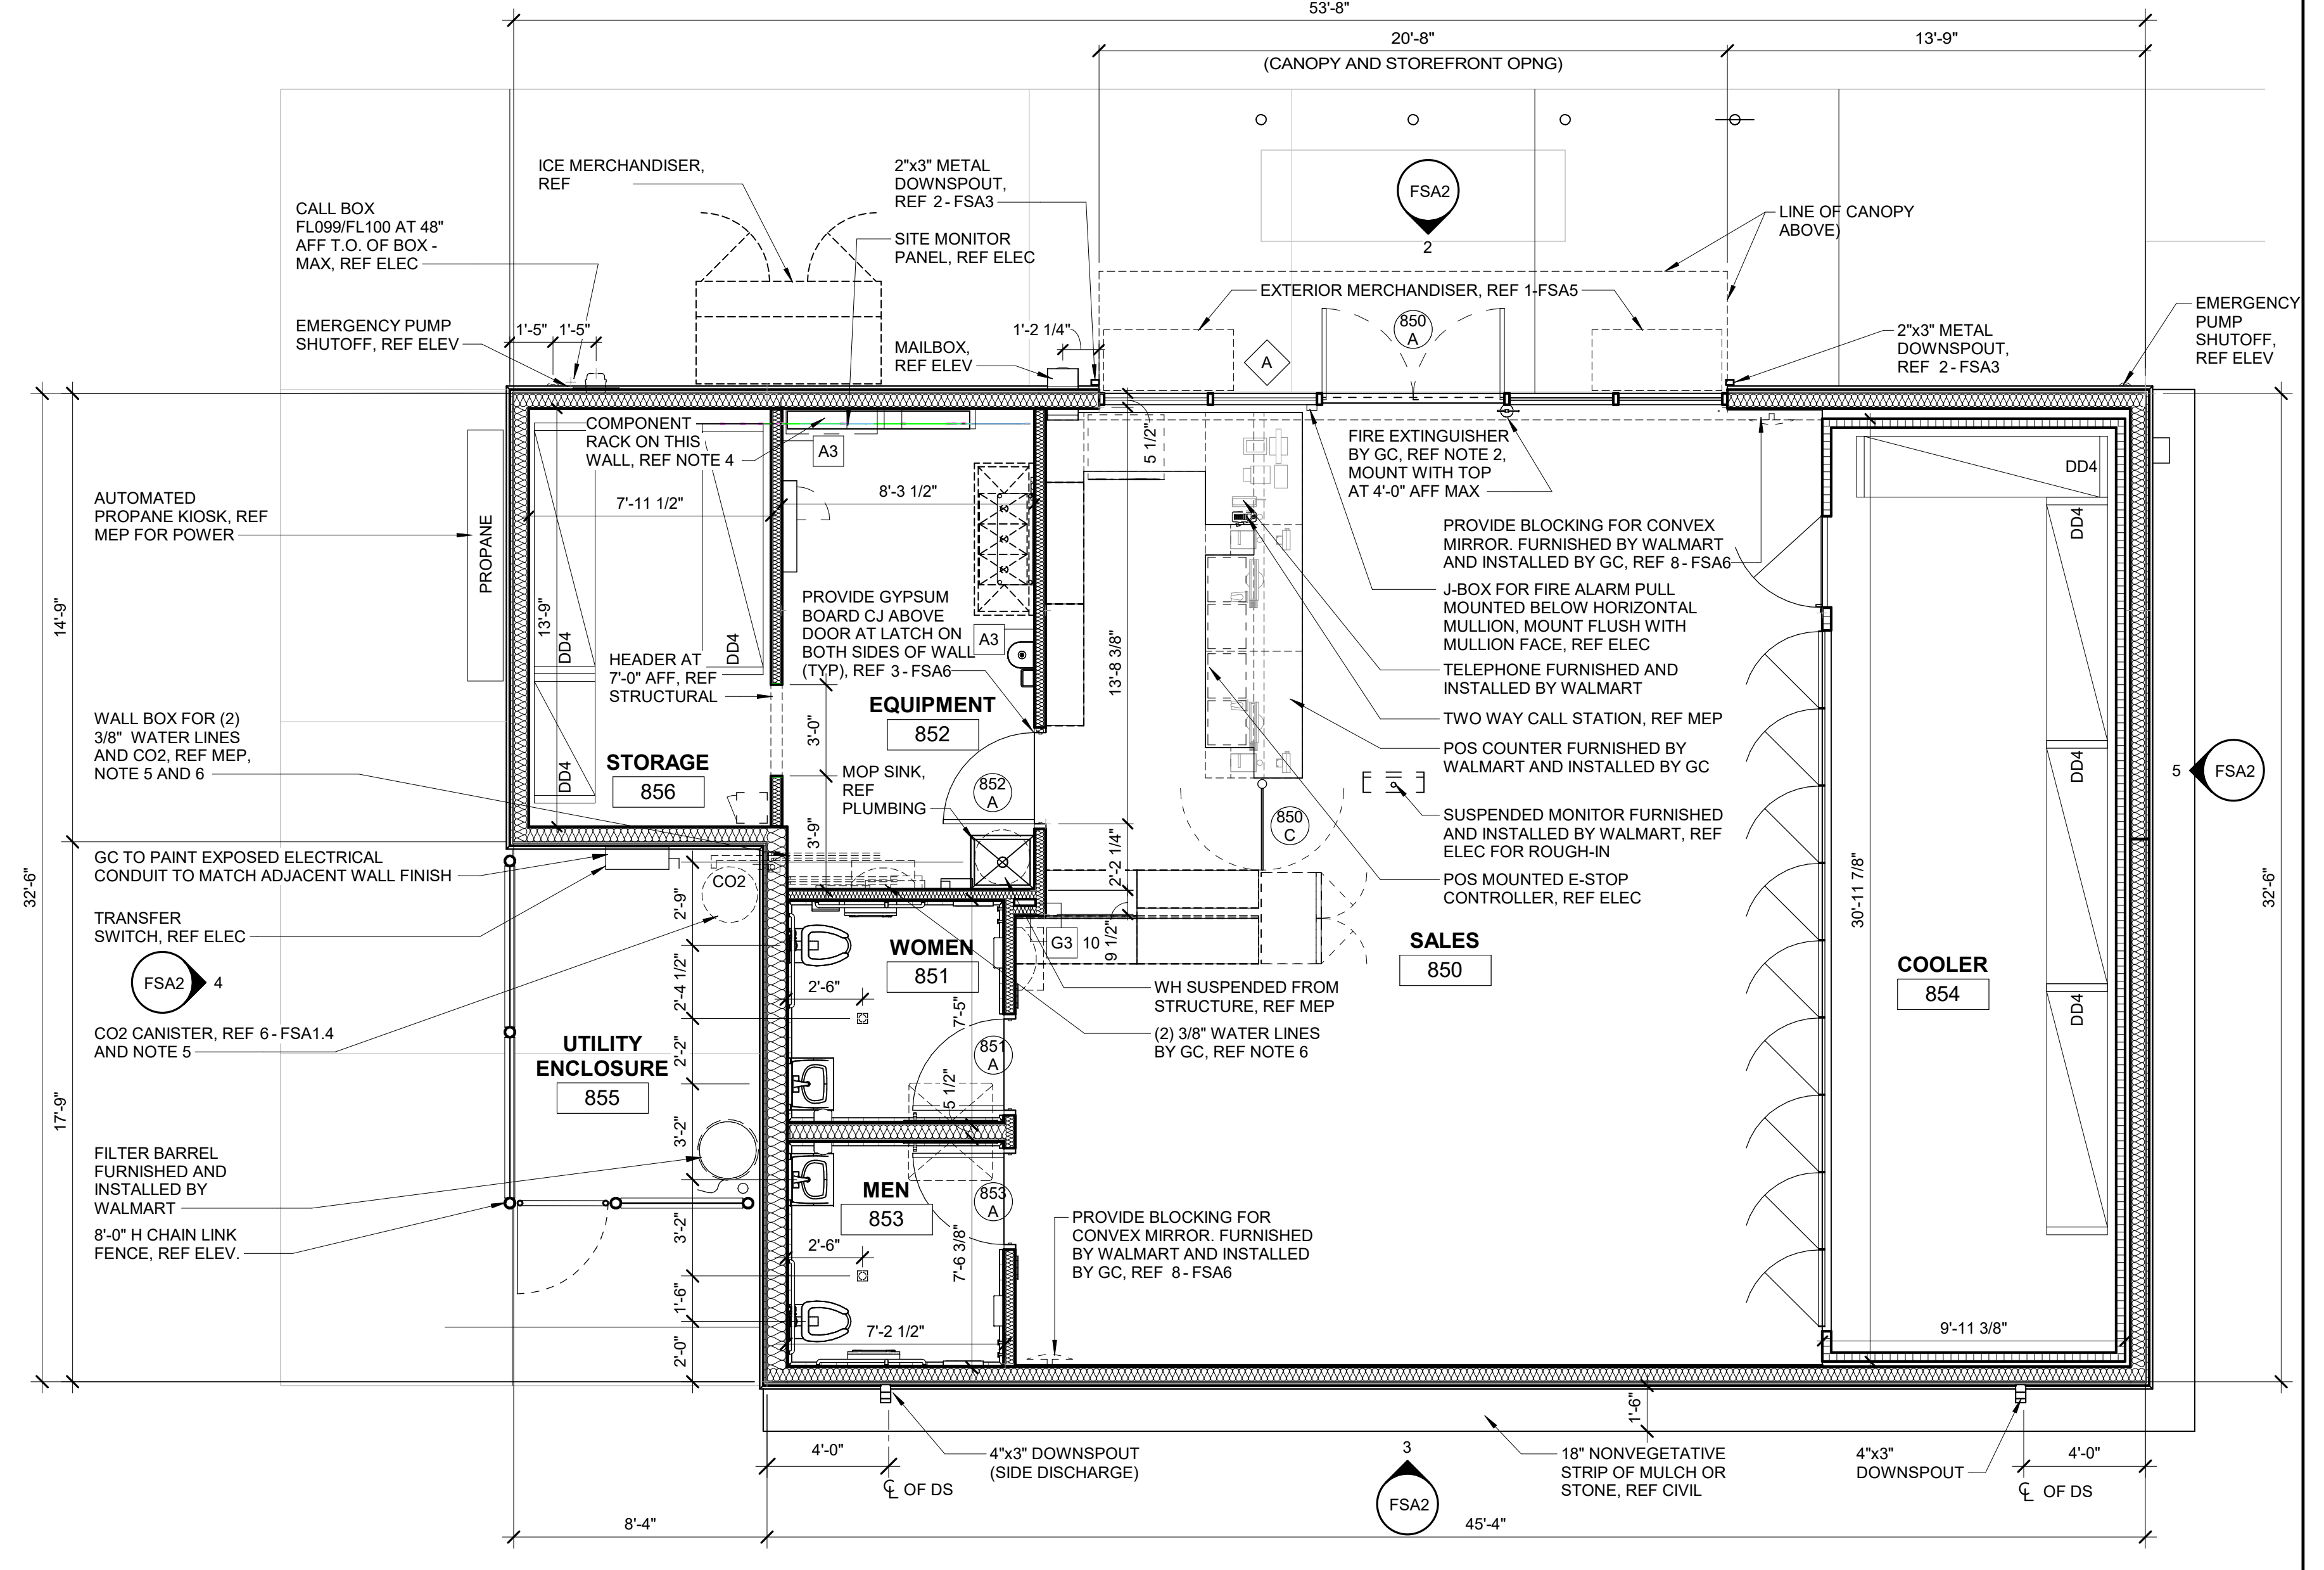 53'-8"
20'-8"
13'-9"
(CANOPY AND STOREFRONT OPNG)
ICE MERCHANDISER,
REF
2"x3" METAL
DOWNSPOUT,
REF 2 - FSA3
CALL BOX
FL099/FL100 AT 48"
AFF T.O. OF BOX -
MAX, REF ELEC
SITE MONITOR
PANEL, REF ELEC
FSA2
2
LINE OF CANOPY
ABOVE)
EXTERIOR MERCHANDISER, REF 1-FSA5
EMERGENCY PUMP
SHUTOFF, REF ELEV
1'-5"
1'-5"
MAILBOX,
REF ELEV
1'-2 1/4"
A
850
A
2"x3" METAL
DOWNSPOUT,
REF 2 - FSA3
EMERGENCY
PUMP
SHUTOFF,
REF ELEV
COMPONENT
RACK ON THIS
WALL, REF NOTE 4
A3
5 1/2"
FIRE EXTINGUISHER
BY GC, REF NOTE 2,
MOUNT WITH TOP
AT 4'-0" AFF MAX
DD4
AUTOMATED
PROPANE KIOSK, REF
MEP FOR POWER
PROPANE
7'-11 1/2"
8'-3 1/2"
PROVIDE BLOCKING FOR CONVEX
MIRROR. FURNISHED BY WALMART
AND INSTALLED BY GC, REF 8 - FSA6
DD4
14'-9"
13'-9"
DD4
DD4
PROVIDE GYPSUM
BOARD CJ ABOVE
DOOR AT LATCH ON
BOTH SIDES OF WALL
(TYP), REF 3 - FSA6
A3
J-BOX FOR FIRE ALARM PULL
MOUNTED BELOW HORIZONTAL
MULLION, MOUNT FLUSH WITH
MULLION FACE, REF ELEC
HEADER AT
7'-0" AFF, REF
STRUCTURAL
13'-8 3/8"
TELEPHONE FURNISHED AND
INSTALLED BY WALMART
EQUIPMENT
852
3'-0"
TWO WAY CALL STATION, REF MEP
WALL BOX FOR (2)
3/8" WATER LINES
AND CO2, REF MEP,
NOTE 5 AND 6
STORAGE
856
DD4
POS COUNTER FURNISHED BY
WALMART AND INSTALLED BY GC
DD4
5
FSA2
MOP SINK,
REF
PLUMBING
852
A
850
C
SUSPENDED MONITOR FURNISHED
AND INSTALLED BY WALMART, REF
ELEC FOR ROUGH-IN
3'-9"
2'-2 1/4"
GC TO PAINT EXPOSED ELECTRICAL
CONDUIT TO MATCH ADJACENT WALL FINISH
CO2
POS MOUNTED E-STOP
CONTROLLER, REF ELEC
32'-6"
30'-11 7/8"
32'-6"
2'-9"
TRANSFER
SWITCH, REF ELEC
WOMEN
851
G3
10
9 1/2"
SALES
850
COOLER
854
FSA2
4
2'-4 1/2"
2'-6"
WH SUSPENDED FROM
STRUCTURE, REF MEP
DD4
7'-5"
CO2 CANISTER, REF 6 - FSA1.4
AND NOTE 5
UTILITY
ENCLOSURE
855
2'-2"
851
A
(2) 3/8" WATER LINES
BY GC, REF NOTE 6
5 1/2"
17'-9"
3'-2"
FILTER BARREL
FURNISHED AND
INSTALLED BY
WALMART
MEN
853
853
A
8'-0" H CHAIN LINK
FENCE, REF ELEV.
3'-2"
2'-6"
7'-6 3/8"
PROVIDE BLOCKING FOR
CONVEX MIRROR. FURNISHED
BY WALMART AND INSTALLED
BY GC, REF 8 - FSA6
1'-6"
7'-2 1/2"
9'-11 3/8"
2'-0"
1'-6"
4'-0"
4"x3" DOWNSPOUT
(SIDE DISCHARGE)
3
FSA2
18" NONVEGETATIVE
STRIP OF MULCH OR
STONE, REF CIVIL
4"x3"
DOWNSPOUT
4'-0"
℄ OF DS
℄ OF DS
8'-4"
45'-4"